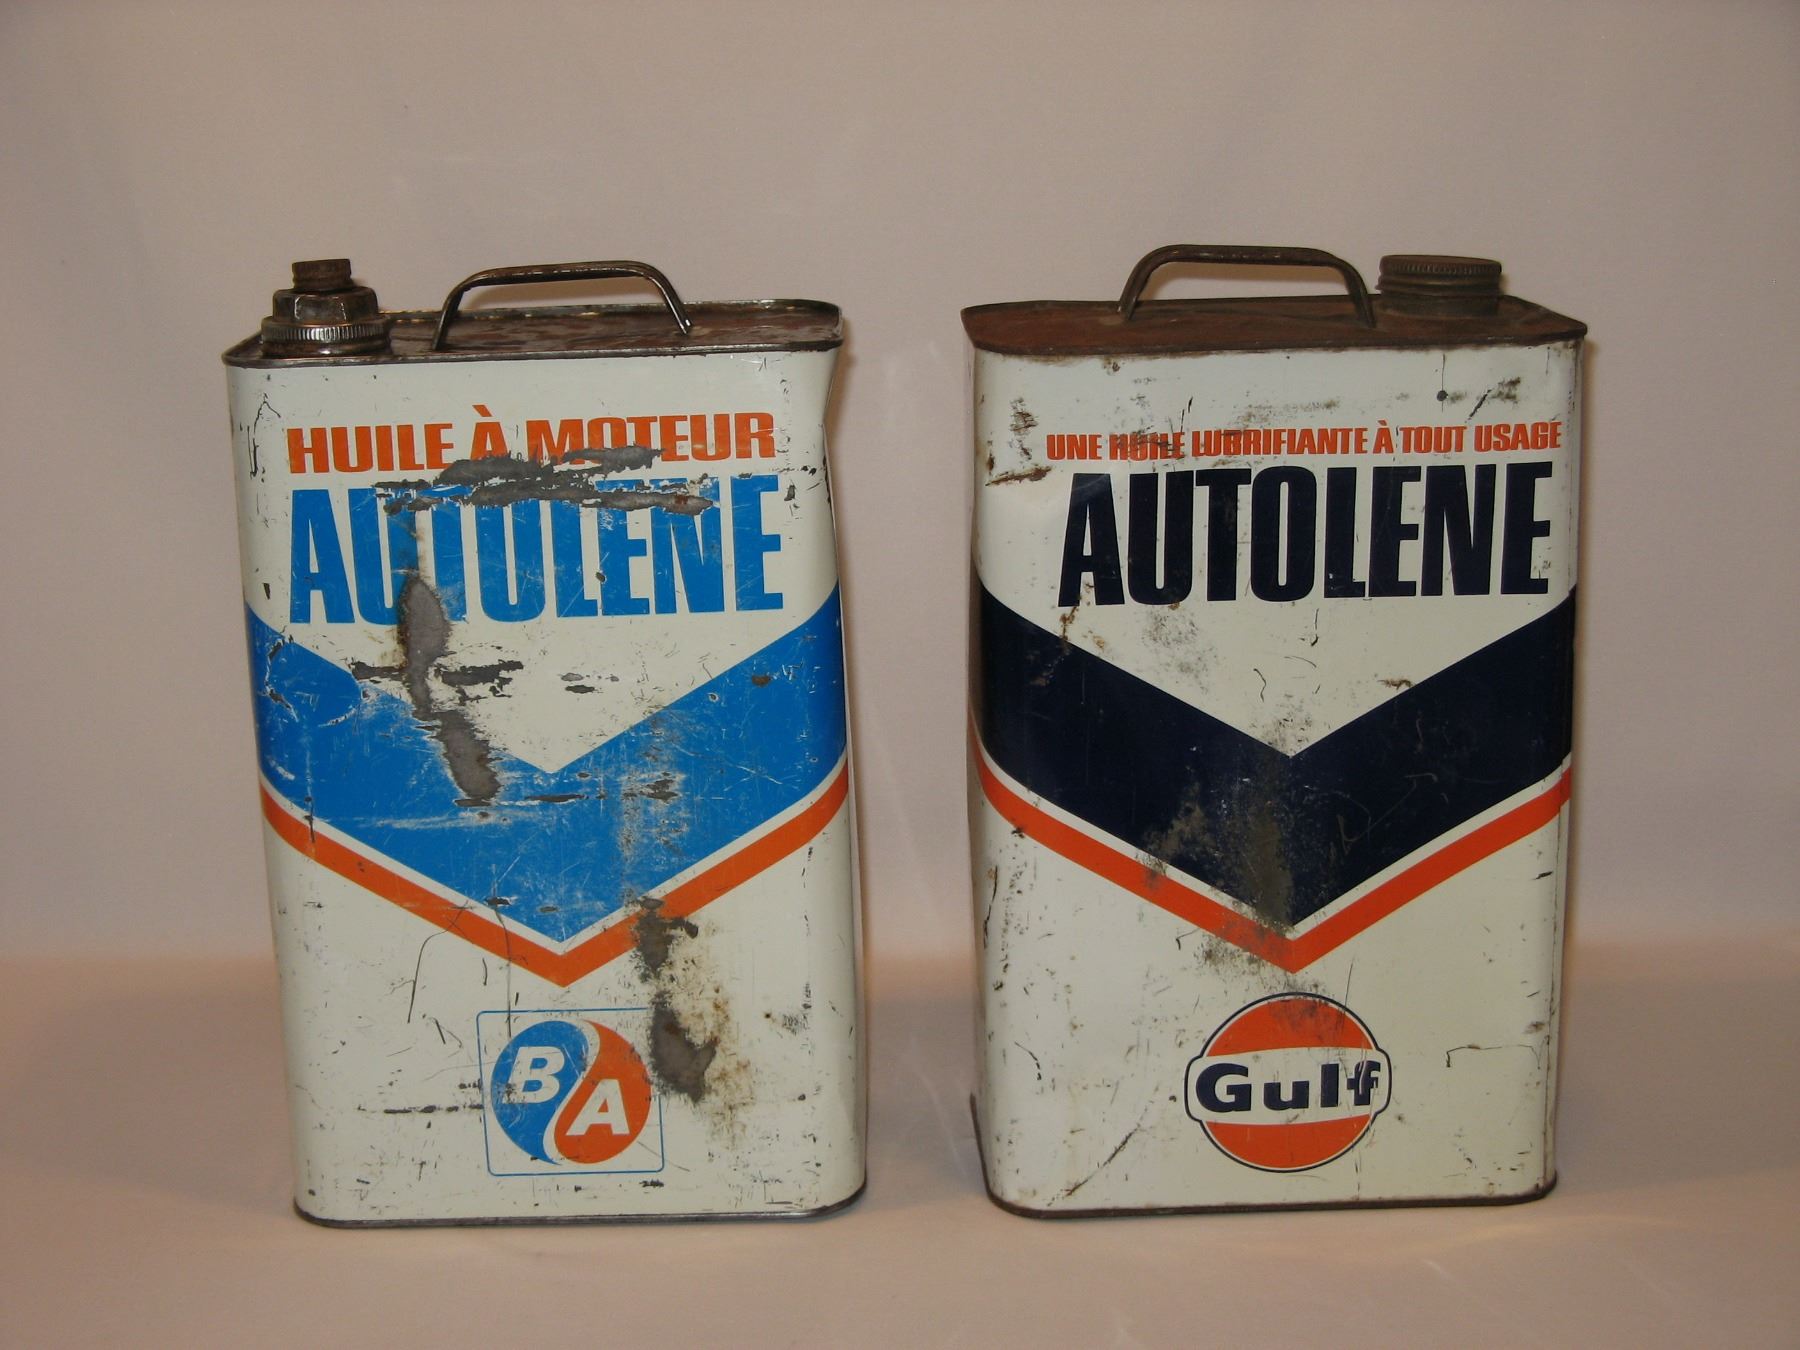 HUILE À MOTEUR
AUTOLENE
BA
UNE HUILE LUBRIFIANTE À TOUT USAGE
AUTOLENE
Gulf